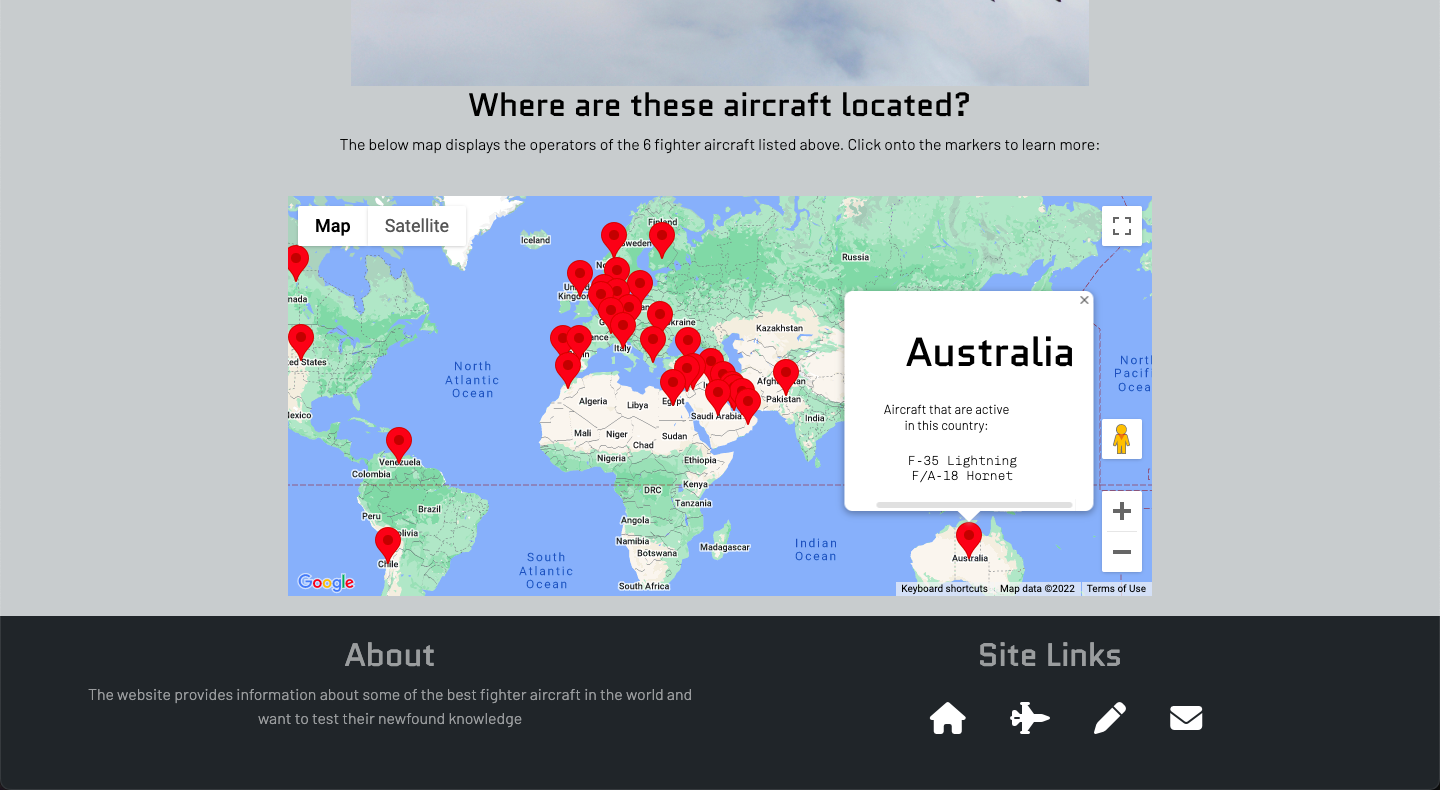 Where are these aircraft located?
The below map displays the operators of the 6 fighter aircraft listed above. Click onto the markers to learn more:
Map
Satellite
Iceland
Finland
Sweden
Russia
United
Kingdom
Ukraine
Kazakhstan
Italy
North
Atlantic
Ocean
Afghanistan
Pakistan
India
Algeria
Libya
Egypt
Saudi Arabia
Mali
Niger
Chad
Sudan
Nigeria
Ethiopia
Kenya
DRC
Tanzania
Angola
Namibia
Botswana
Madagascar
South Africa
Venezuela
Colombia
Peru
Brazil
Bolivia
Chile
South
Atlantic
Ocean
Indian
Ocean
North
Pacific
Ocean
Australia
Aircraft that are active
in this country:
F-35 Lightning
F/A-18 Hornet
Australia
Google
Keyboard shortcuts
Map data ©2022
Terms of Use
About
The website provides information about some of the best fighter aircraft in the world and
want to test their newfound knowledge
Site Links